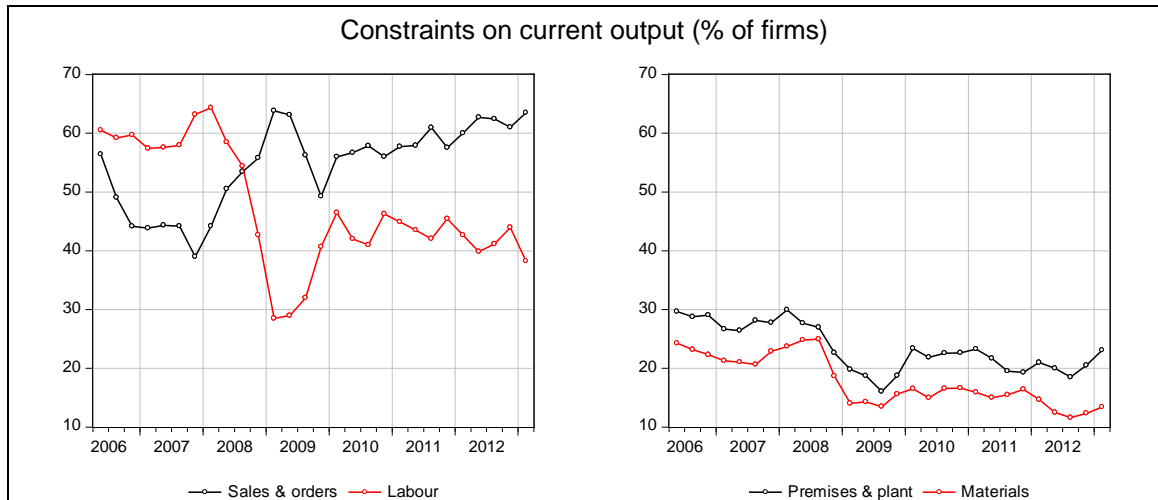 Constraints on current output (% of firms)
70
60
50
40
30
20
10
2006 2007 2008 2009 2010 2011 2012
Sales & orders Labour
70
60
50
40
30
20
10
2006 2007 2008 2009 2010 2011 2012
Premises & plant Materials